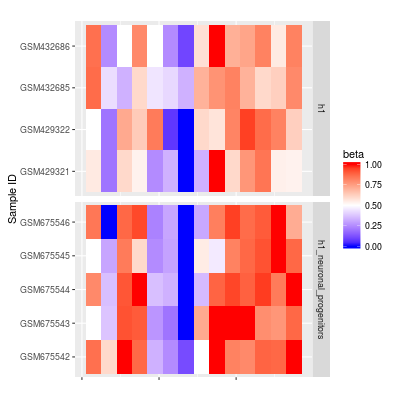 GSM432686
GSM432685
GSM429322
GSM429321
h1
GSM675546
GSM675545
GSM675544
GSM675543
GSM675542
h1_neuronal_progenitors
Sample ID
beta
1.00
0.75
0.50
0.25
0.00